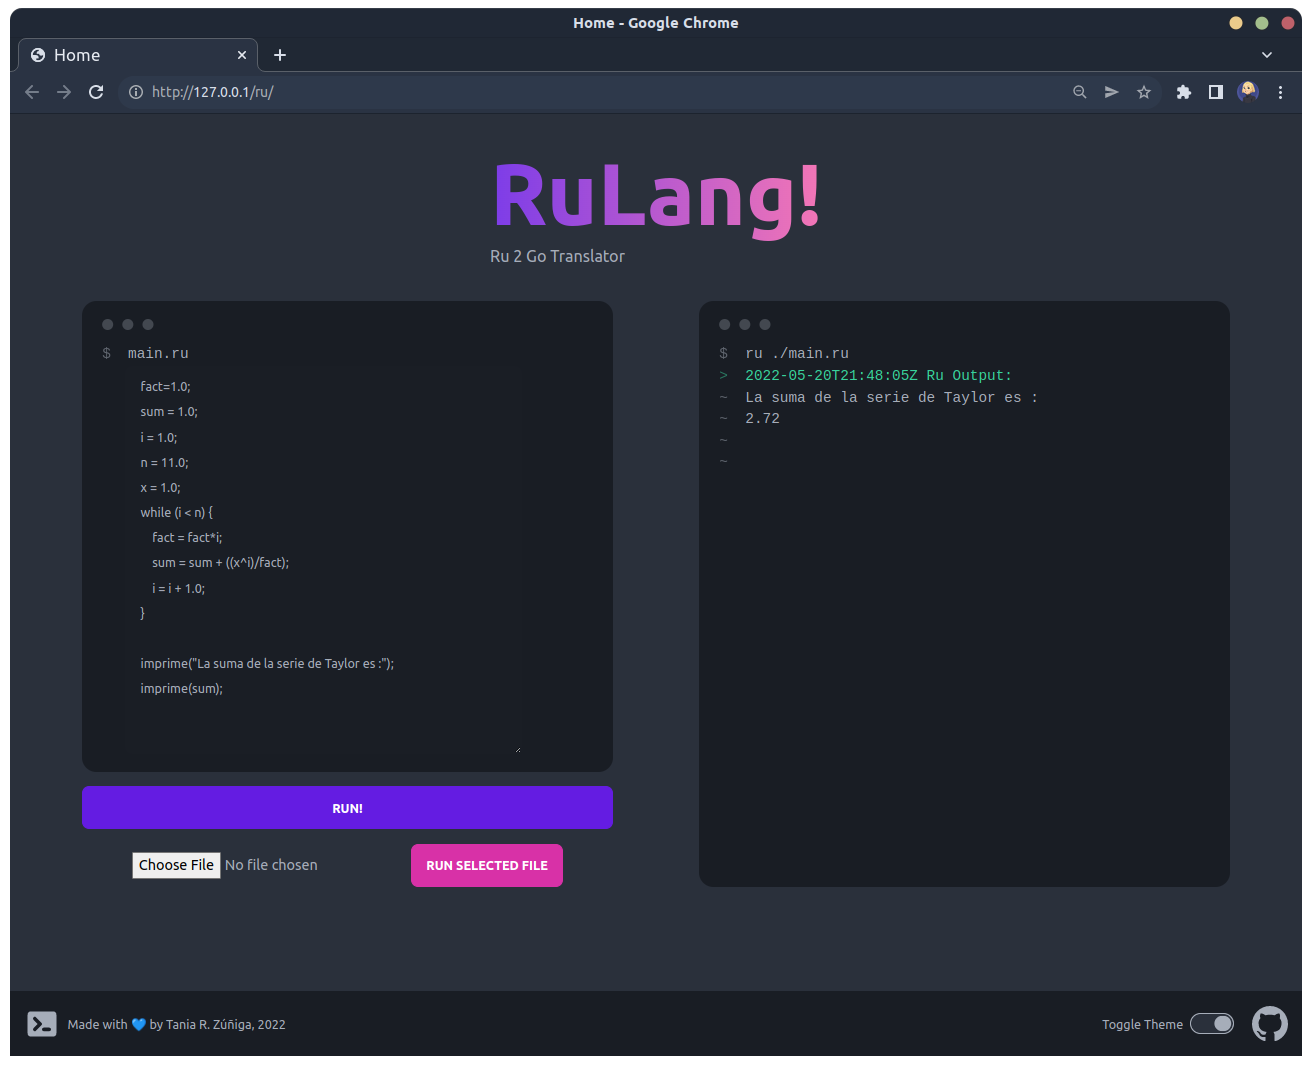 Home - Google Chrome
Home
http://127.0.0.1/ru/
RuLang!
Ru 2 Go Translator
$ main.ru
fact=1.0;
sum = 1.0;
i = 1.0;
n = 11.0;
x = 1.0;
while (i < n) {
fact = fact*i;
sum = sum + ((x^i)/fact);
i = i + 1.0;
}
imprime("La suma de la serie de Taylor es :");
imprime(sum);
RUN!
Choose File No file chosen
RUN SELECTED FILE
$ ru ./main.ru
> 2022-05-20T21:48:05Z Ru Output:
~ La suma de la serie de Taylor es :
~ 2.72
~
~
Made with 💙 by Tania R. Zúñiga, 2022
Toggle Theme